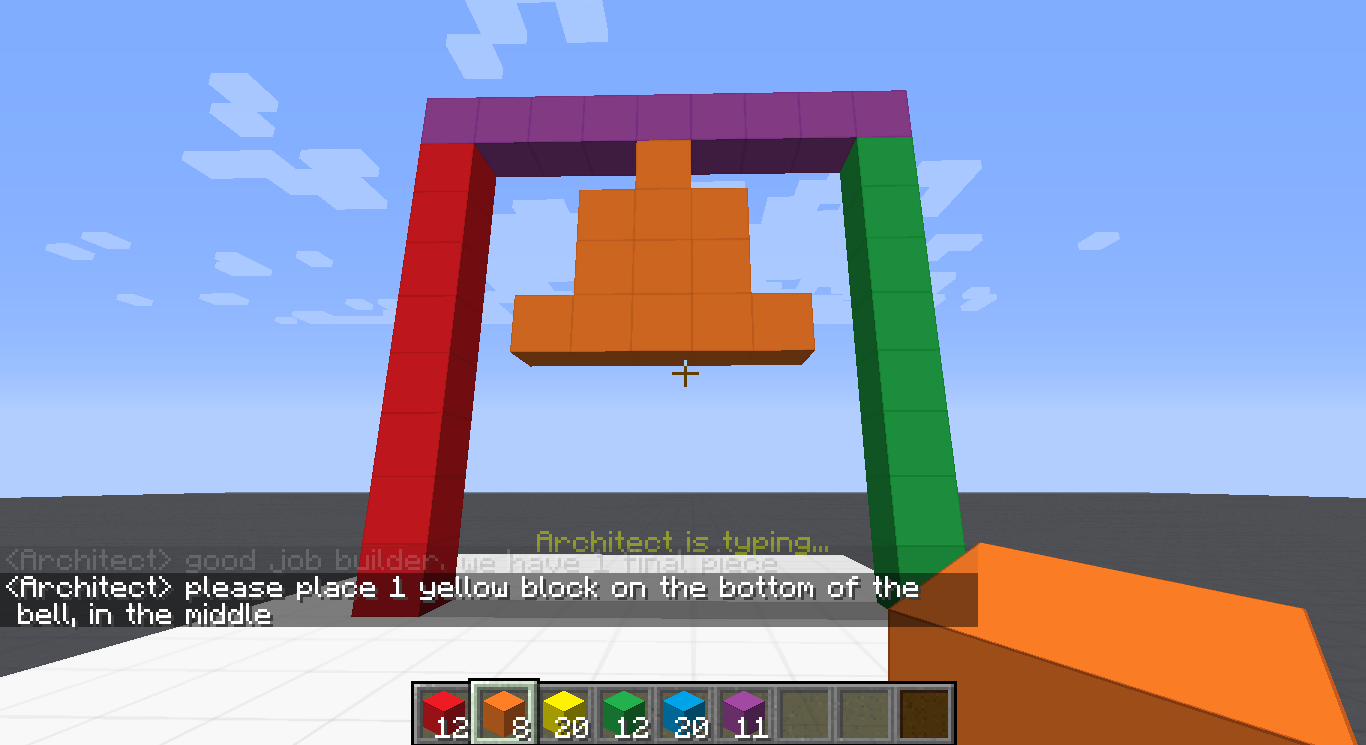 Architect is typing...
<Architect> good job builder. we have 1 final piece
<Architect> please place 1 yellow block on the bottom of the
bell, in the middle
12 8 20 12 20 11